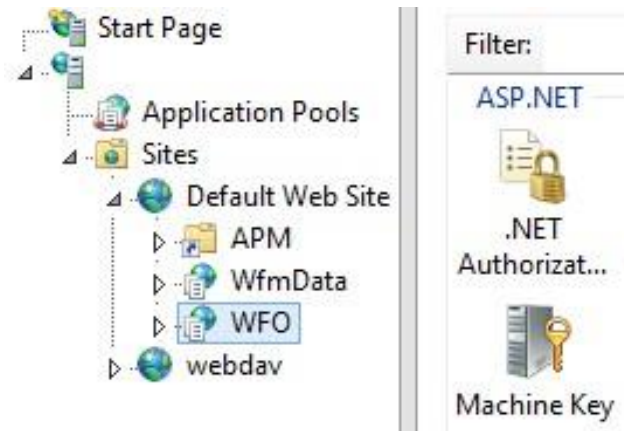 Start Page
Application Pools
Sites
Default Web Site
APM
WfmData
WFO
webdav
Filter:
ASP.NET
.NET
Authorizat...
Machine Key